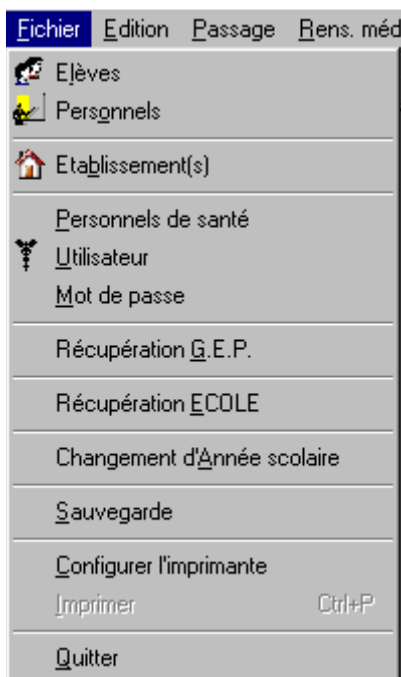 Fichier Edition Passage Rens. méd
Elèves
Personnels
Etablissement(s)
Personnels de santé
Utilisateur
Mot de passe
Récupération G.E.P.
Récupération ECOLE
Changement d'Année scolaire
Sauvegarde
Configurer l'imprimante
Imprimer Ctrl+P
Quitter